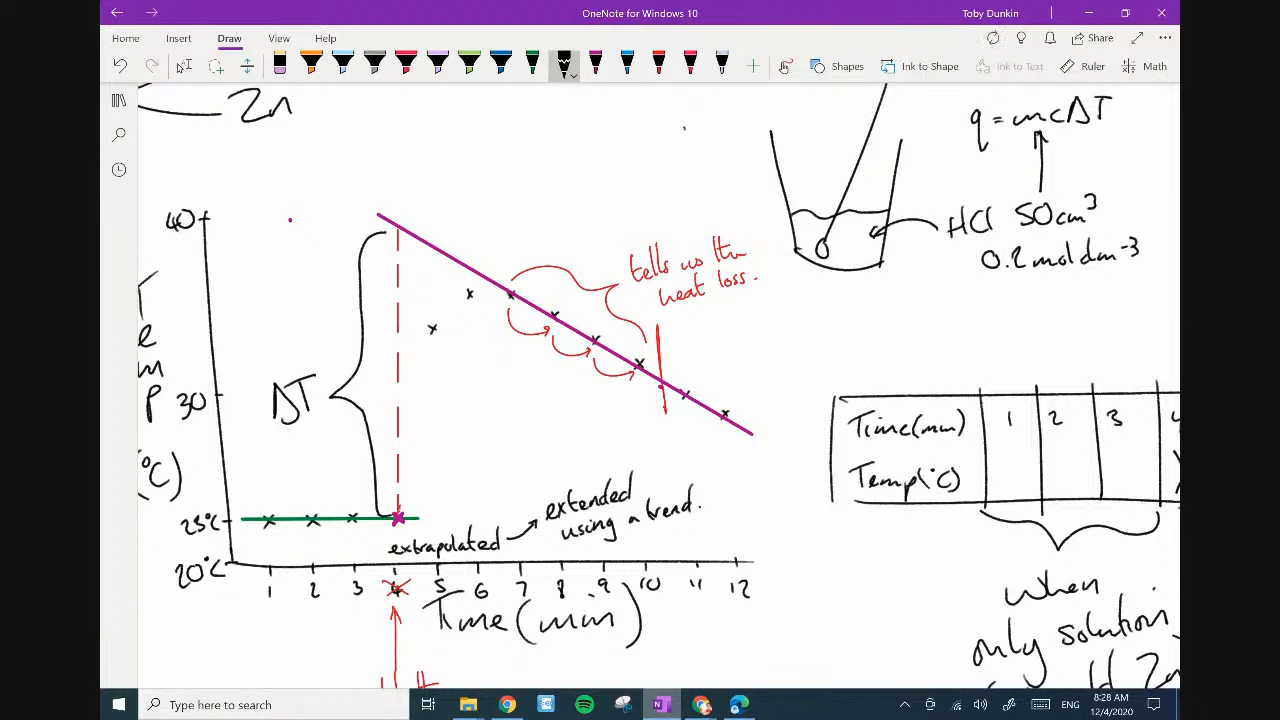 OneNote for Windows 10
Toby Dunkin
Home Insert Draw View Help
Share
Shapes
Ink to Shape
Ink to Text
Ruler
Math
Zn
q = mcΔT
HCl 50cm³
0.2 mol dm⁻³
40
30
25°C
20°C
T
e
m
p
(°C)
ΔT
tells us the
heat loss.
extrapolated → extended
using a trend.
1 2 3 4 5 6 7 8 9 10 11 12
Time (min)
Time (min) 1 2 3 4
Temp (°C)
when
only solution
Type here to search
ENG
8:28 AM
12/4/2020